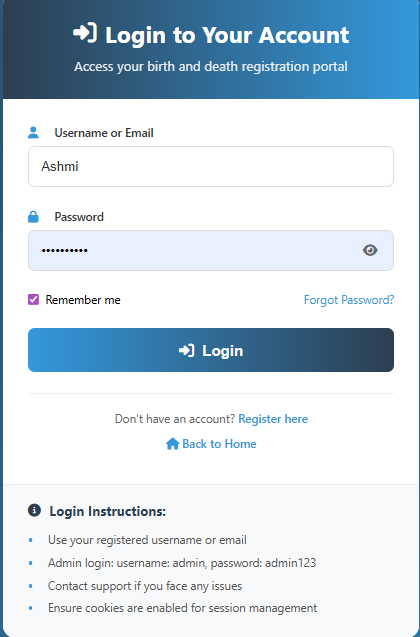 Login to Your Account
Access your birth and death registration portal
Username or Email
Ashmi
Password
••••••••••
Remember me
Forgot Password?
Login
Don't have an account? Register here
Back to Home
Login Instructions:
• Use your registered username or email
• Admin login: username: admin, password: admin123
• Contact support if you face any issues
• Ensure cookies are enabled for session management